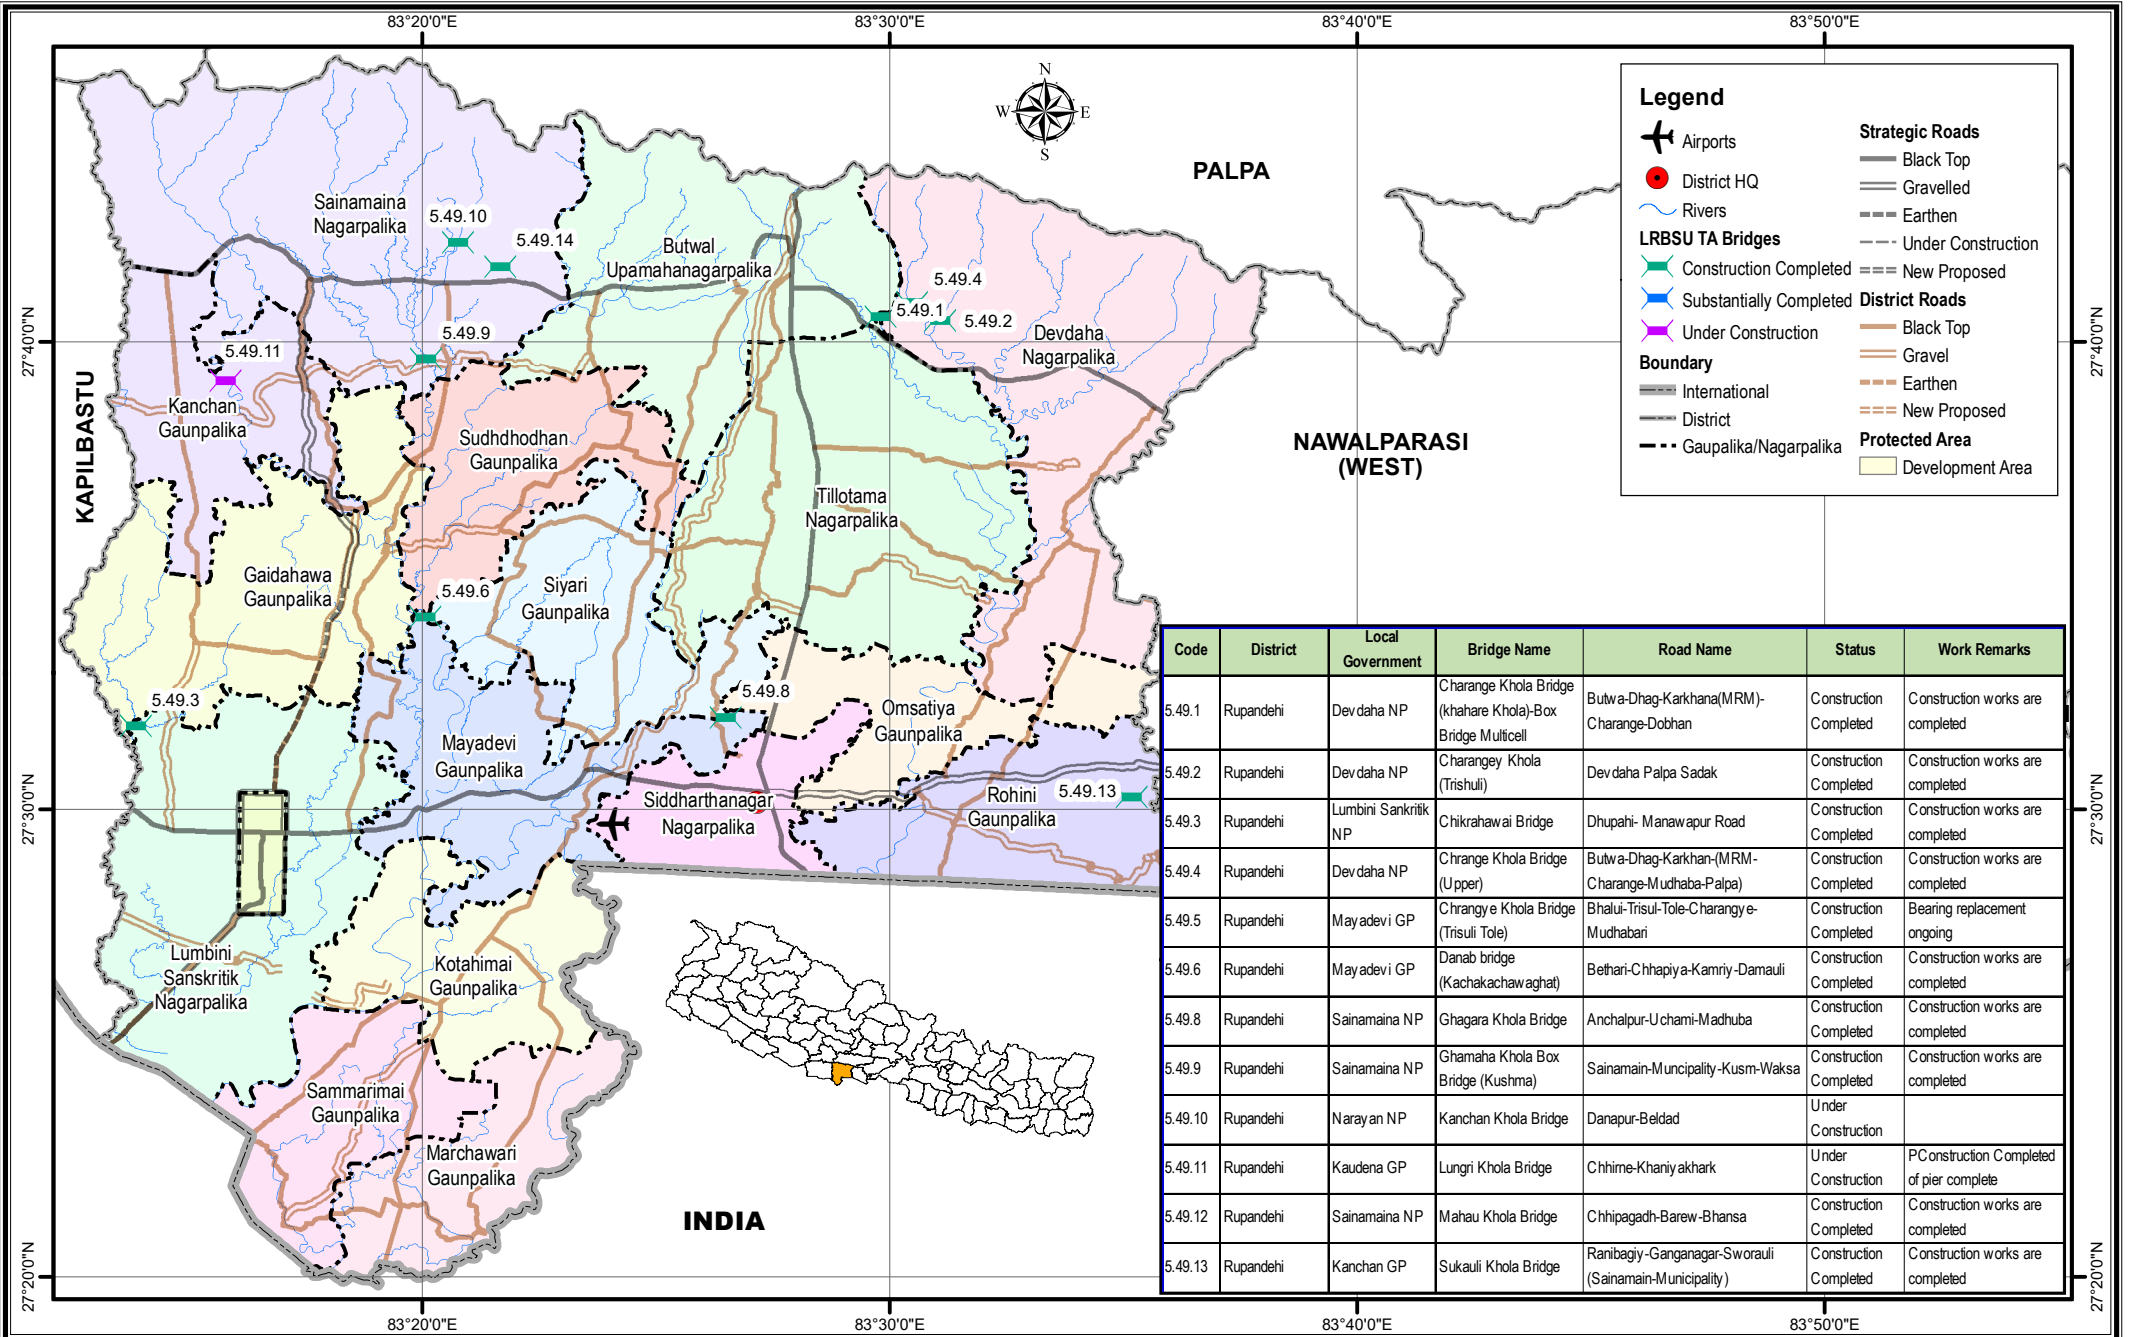 83°20'0"E
83°30'0"E
83°40'0"E
83°50'0"E
27°40'0"N
27°30'0"N
27°20'0"N
27°40'0"N
27°30'0"N
27°20'0"N
N
W
E
S
PALPA
NAWALPARASI
(WEST)
KAPILBASTU
INDIA
Sainamaina
Nagarpalika
5.49.10
5.49.14
Butwal
Upamahanagarpalika
5.49.4
5.49.1
5.49.2
Devdaha
Nagarpalika
5.49.9
5.49.11
Kanchan
Gaunpalika
Sudhdhodhan
Gaunpalika
Tillotama
Nagarpalika
Gaidahawa
Gaunpalika
5.49.6
Siyari
Gaunpalika
5.49.3
5.49.8
Omsatiya
Gaunpalika
Mayadevi
Gaunpalika
Siddharthanagar
Nagarpalika
Rohini
Gaunpalika
5.49.13
Lumbini
Sanskritik
Nagarpalika
Kotahimai
Gaunpalika
Sammarimai
Gaunpalika
Marchawari
Gaunpalika
Legend
Airports
District HQ
Rivers
LRBSU TA Bridges
Construction Completed
Substantially Completed
Under Construction
Boundary
International
District
Gaupalika/Nagarpalika
Strategic Roads
Black Top
Gravelled
Earthen
Under Construction
New Proposed
District Roads
Black Top
Gravel
Earthen
New Proposed
Protected Area
Development Area
Code District Local Government Bridge Name Road Name Status Work Remarks
5.49.1 Rupandehi Devdaha NP Charange Khola Bridge (khahare Khola)-Box Bridge Multicell Butwa-Dhag-Karkhana(MRM)-Charange-Dobhan Construction Completed Construction works are completed
5.49.2 Rupandehi Devdaha NP Charangey Khola (Trishuli) Devdaha Palpa Sadak Construction Completed Construction works are completed
5.49.3 Rupandehi Lumbini Sankritik NP Chikrahawai Bridge Dhupahi- Manawapur Road Construction Completed Construction works are completed
5.49.4 Rupandehi Devdaha NP Chrange Khola Bridge (Upper) Butwa-Dhag-Karkhan-(MRM-Charange-Mudhaba-Palpa) Construction Completed Construction works are completed
5.49.5 Rupandehi Mayadevi GP Chrangye Khola Bridge (Trisuli Tole) Bhalui-Trisul-Tole-Charangye-Mudhabari Construction Completed Bearing replacement ongoing
5.49.6 Rupandehi Mayadevi GP Danab bridge (Kachakachawaghat) Bethari-Chhapiya-Kamriy-Damauli Construction Completed Construction works are completed
5.49.8 Rupandehi Sainamaina NP Ghagara Khola Bridge Anchalpur-Uchami-Madhuba Construction Completed Construction works are completed
5.49.9 Rupandehi Sainamaina NP Ghamaha Khola Box Bridge (Kushma) Sainamain-Muncipality-Kusm-Waksa Construction Completed Construction works are completed
5.49.10 Rupandehi Narayan NP Kanchan Khola Bridge Danapur-Beldad Under Construction
5.49.11 Rupandehi Kaudena GP Lungri Khola Bridge Chhirne-Khaniyakhark Under Construction PConstruction Completed of pier complete
5.49.12 Rupandehi Sainamaina NP Mahau Khola Bridge Chhipagadh-Barew-Bhansa Construction Completed Construction works are completed
5.49.13 Rupandehi Kanchan GP Sukauli Khola Bridge Ranibagiy-Ganganagar-Sworauli (Sainamain-Municipality) Construction Completed Construction works are completed
83°20'0"E
83°30'0"E
83°40'0"E
83°50'0"E